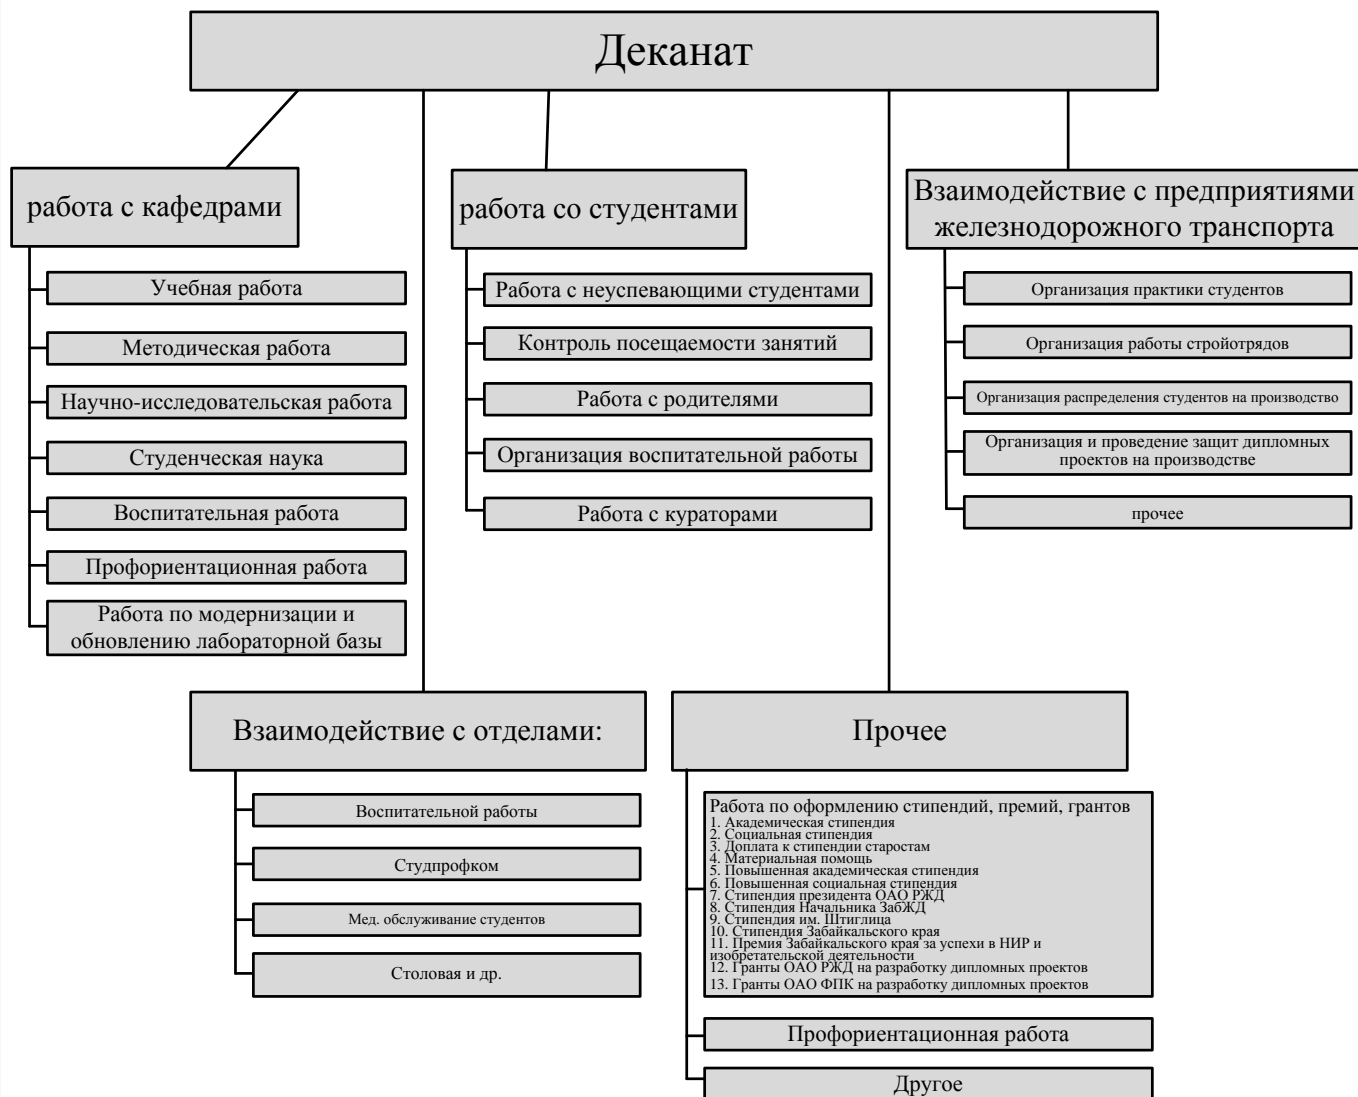 Деканат
работа с кафедрами
Учебная работа
Методическая работа
Научно-исследовательская работа
Студенческая наука
Воспитательная работа
Профориентационная работа
Работа по модернизации и
обновлению лабораторной базы
работа со студентами
Работа с неуспевающими студентами
Контроль посещаемости занятий
Работа с родителями
Организация воспитательной работы
Работа с кураторами
Взаимодействие с предприятиями
железнодорожного транспорта
Организация практики студентов
Организация работы стройотрядов
Организация распределения студентов на производство
Организация и проведение защит дипломных
проектов на производстве
прочее
Взаимодействие с отделами:
Воспитательной работы
Студпрофком
Мед. обслуживание студентов
Столовая и др.
Прочее
Работа по оформлению стипендий, премий, грантов
1. Академическая стипендия
2. Социальная стипендия
3. Доплата к стипендии старостам
4. Материальная помощь
5. Повышенная академическая стипендия
6. Повышенная социальная стипендия
7. Стипендия президента ОАО РЖД
8. Стипендия Начальника ЗабЖД
9. Стипендия им. Штиглица
10. Стипендия Забайкальского края
11. Премия Забайкальского края за успехи в НИР и
изобретательской деятельности
12. Гранты ОАО РЖД на разработку дипломных проектов
13. Гранты ОАО ФПК на разработку дипломных проектов
Профориентационная работа
Другое